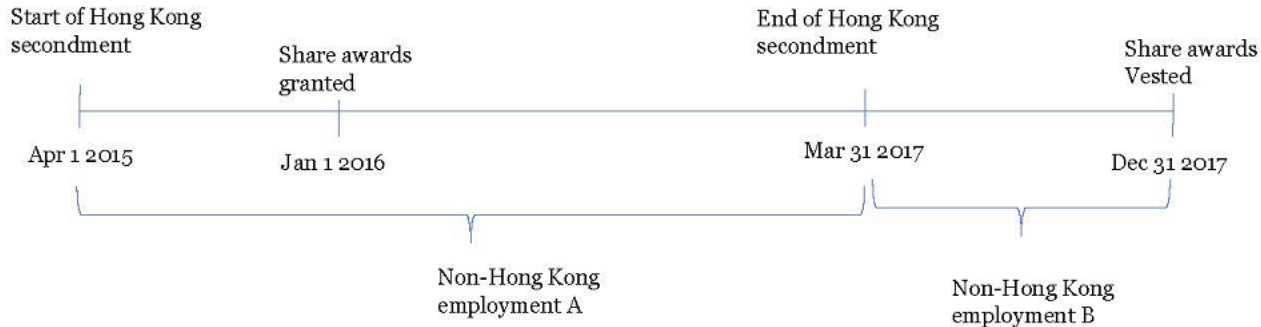 Start of Hong Kong
secondment
Share awards
granted
End of Hong Kong
secondment
Share awards
Vested
Apr 1 2015
Jan 1 2016
Mar 31 2017
Dec 31 2017
Non-Hong Kong
employment A
Non-Hong Kong
employment B